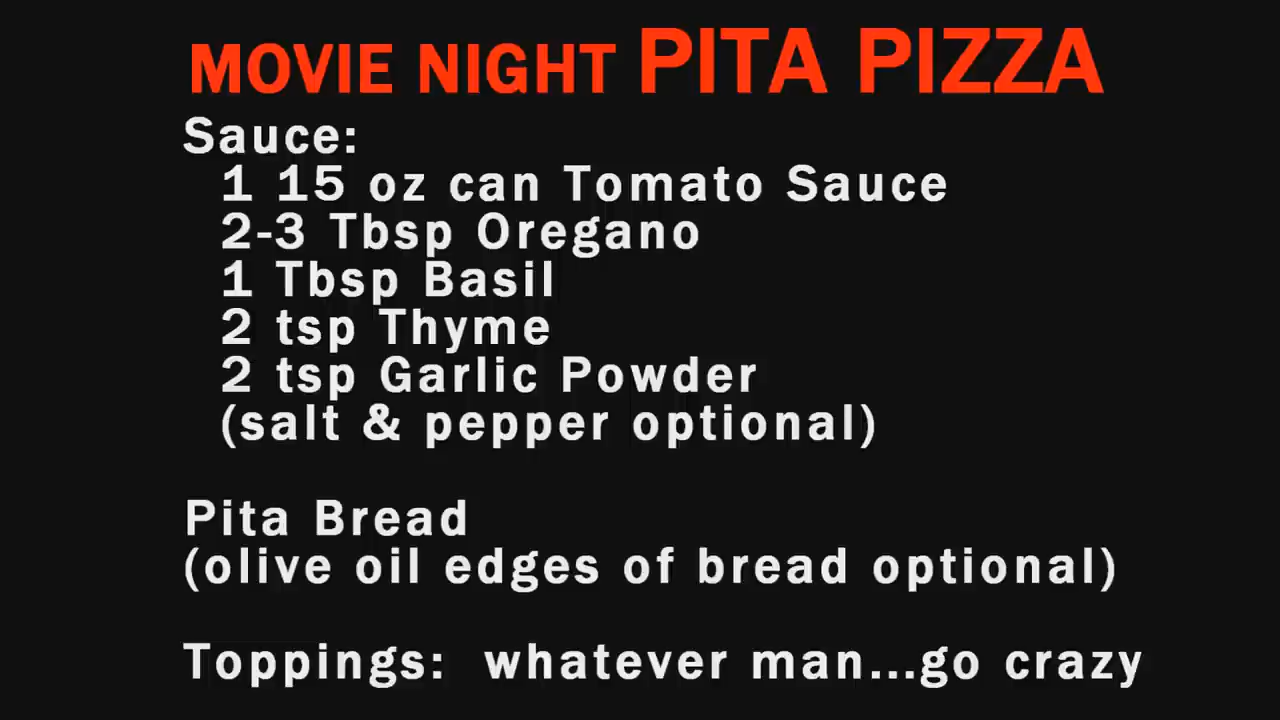 MOVIE NIGHT PITA PIZZA
Sauce:
1 15 oz can Tomato Sauce
2-3 Tbsp Oregano
1 Tbsp Basil
2 tsp Thyme
2 tsp Garlic Powder
(salt & pepper optional)
Pita Bread
(olive oil edges of bread optional)
Toppings: whatever man...go crazy